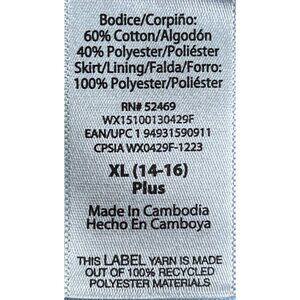 Bodice/Corpiño:
60% Cotton/Algodón
40% Polyester/Poliéster
Skirt/Lining/Falda/Forro:
100% Polyester/Poliéster
RN# 52469
WX15100130429F
EAN/UPC 1 94931590911
CPSIA WX0429F-1223
XL (14-16)
Plus
Made In Cambodia
Hecho En Camboya
THIS LABEL YARN IS MADE
OUT OF 100% RECYCLED
POLYESTER MATERIALS